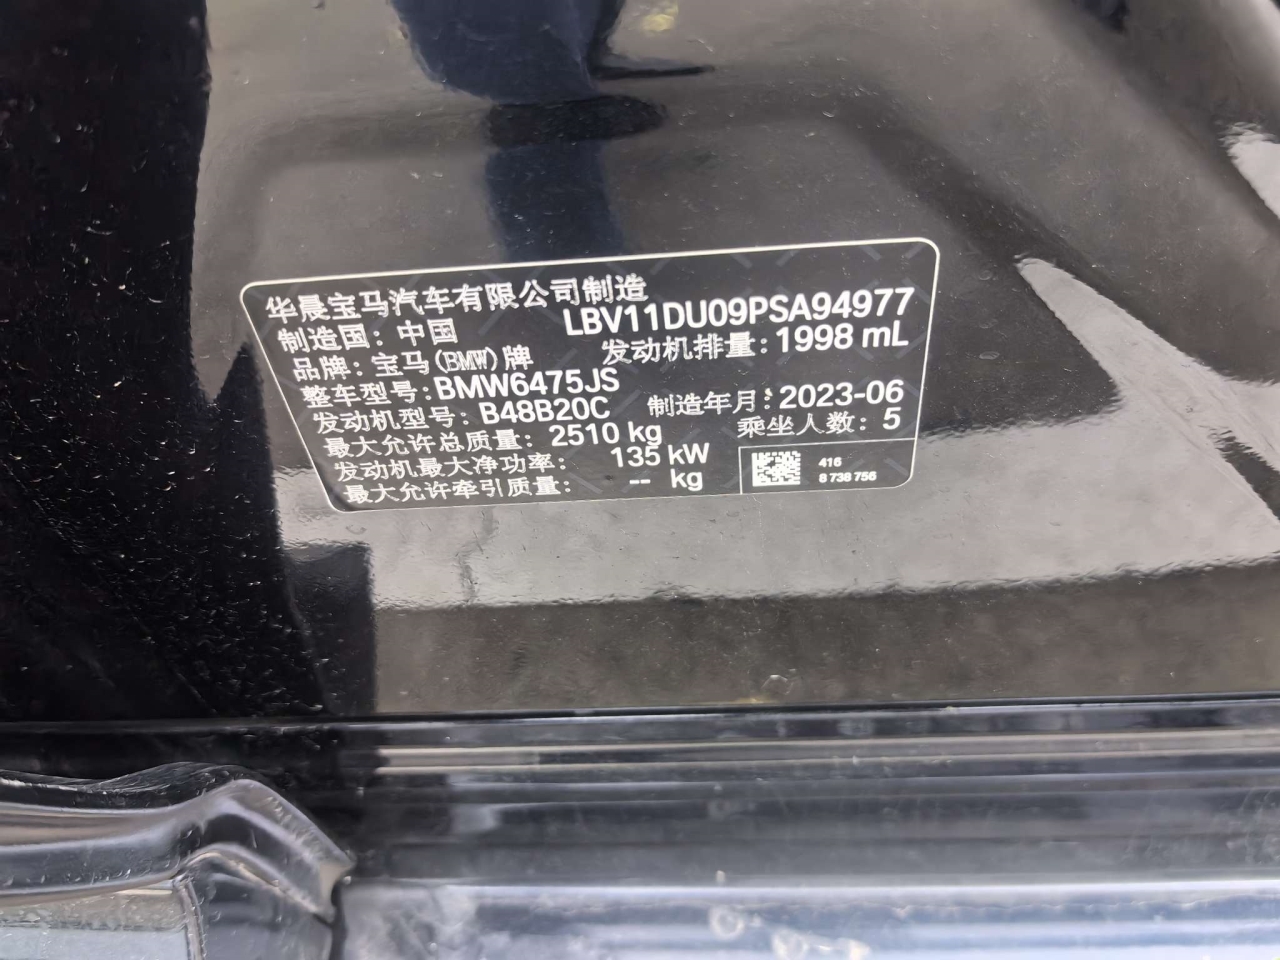 华晨宝马汽车有限公司制造
制造国：中国 LBV11DU09PSA94977
品牌：宝马(BMW)牌 发动机排量：1998 mL
整车型号：BMW6475JS
发动机型号：B48B20C 制造年月：2023-06
最大允许总质量：2510 kg 乘坐人数：5
发动机最大净功率：135 kW
最大允许牵引质量：-- kg
416
8 738 756